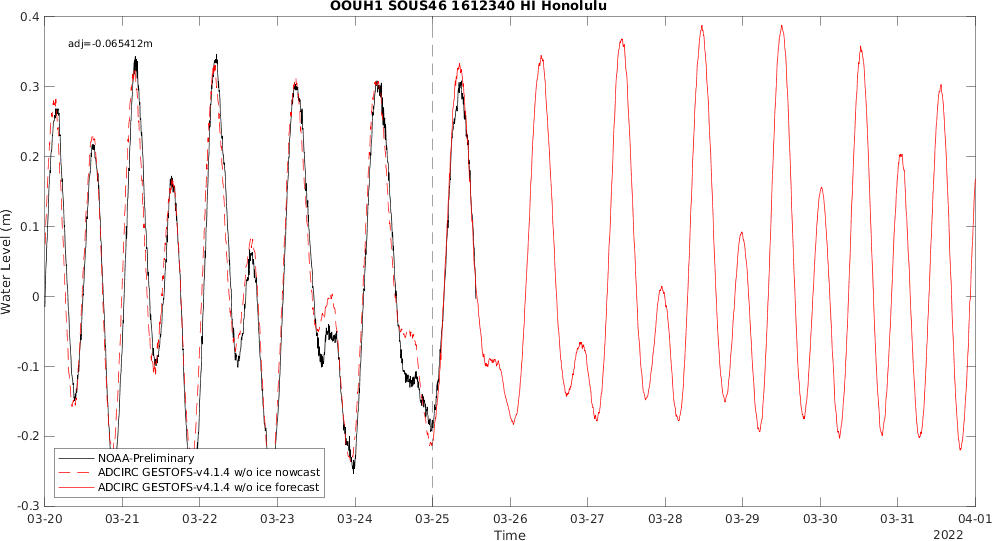 OOUH1 SOUS46 1612340 HI Honolulu
adj=-0.065412m
0.4
0.3
0.2
0.1
0
-0.1
-0.2
-0.3
Water Level (m)
NOAA-Preliminary
ADCIRC GESTOFS-v4.1.4 w/o ice nowcast
ADCIRC GESTOFS-v4.1.4 w/o ice forecast
03-20 03-21 03-22 03-23 03-24 03-25 03-26 03-27 03-28 03-29 03-30 03-31 04-01
Time
2022